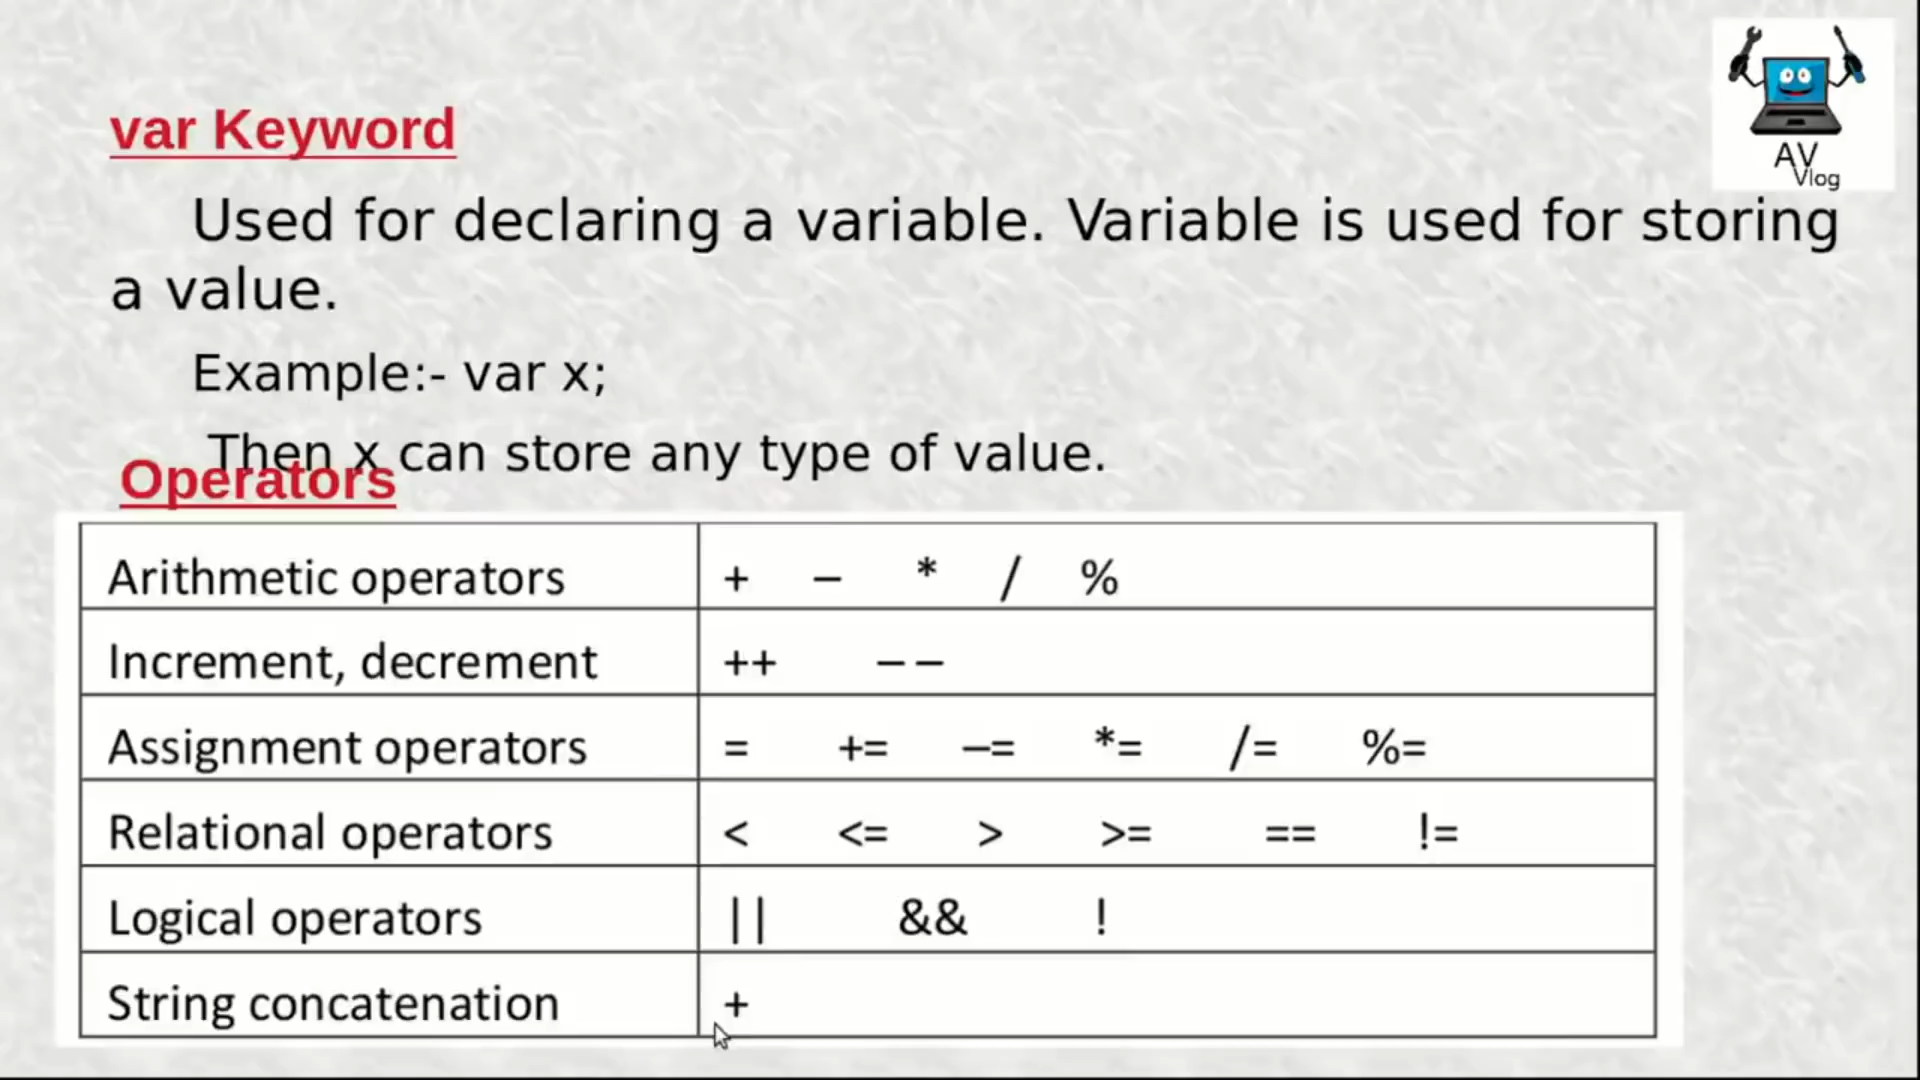 AV
Vlog
var Keyword
Used for declaring a variable. Variable is used for storing
a value.
Example:- var x;
Then x can store any type of value.
Operators
Arithmetic operators + – * / %
Increment, decrement ++ – –
Assignment operators = += –= *= /= %=
Relational operators < <= > >= == !=
Logical operators || && !
String concatenation +